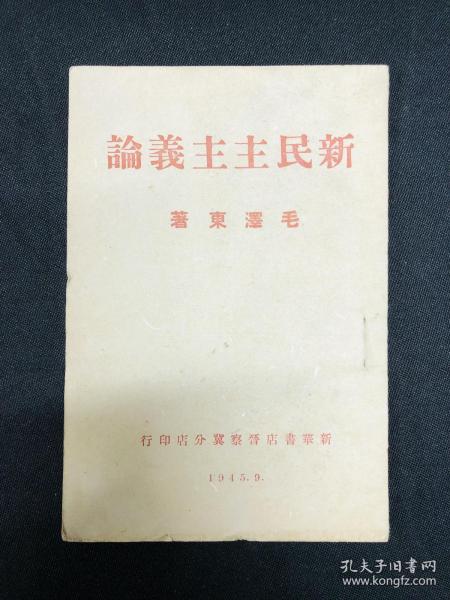 新民主主義論
毛澤東著
新華書店晉察冀分店印行
1945.9.
孔夫子旧书网
www.kongfz.com